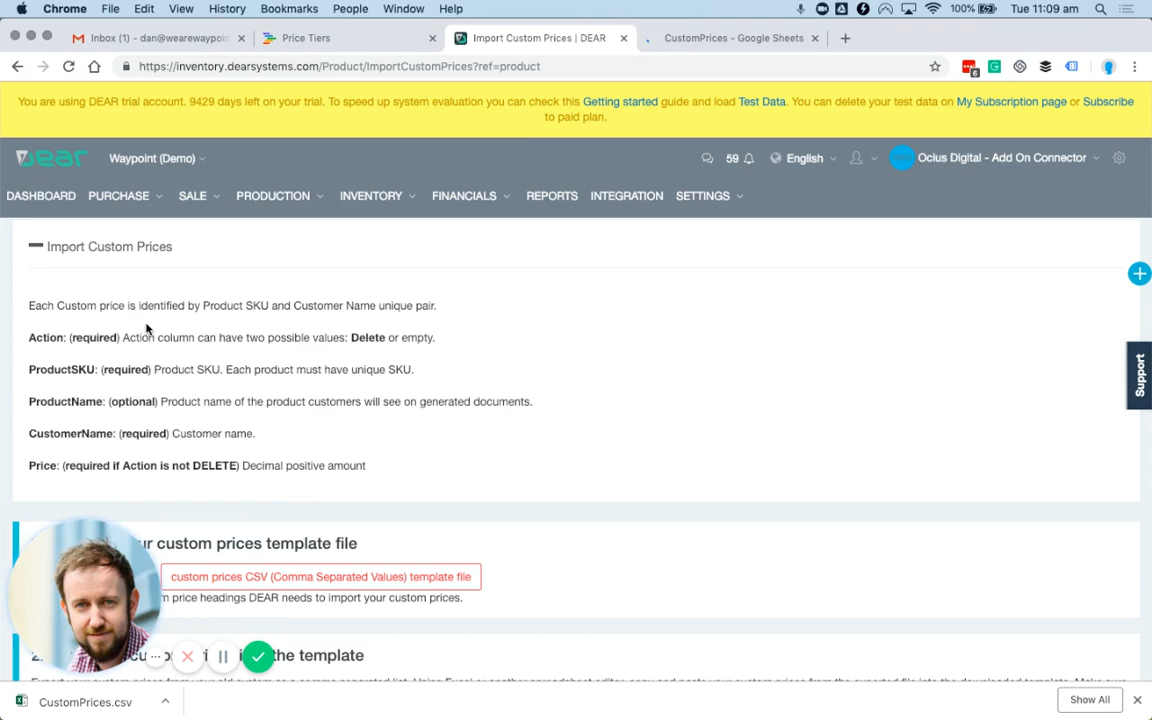 Chrome File Edit View History Bookmarks People Window Help 100% Tue 11:09 am
Inbox (1) - dan@wearewaypoin × Price Tiers × Import Custom Prices | DEAR × CustomPrices - Google Sheets × +
https://inventory.dearsystems.com/Product/ImportCustomPrices?ref=product 6
You are using DEAR trial account. 9429 days left on your trial. To speed up system evaluation you can check this Getting started guide and load Test Data. You can delete your test data on My Subscription page or Subscribe
to paid plan.
dear Waypoint (Demo) 59 English Ocius Digital - Add On Connector
DASHBOARD PURCHASE SALE PRODUCTION INVENTORY FINANCIALS REPORTS INTEGRATION SETTINGS
Import Custom Prices
Each Custom price is identified by Product SKU and Customer Name unique pair.
Action: (required) Action column can have two possible values: Delete or empty.
ProductSKU: (required) Product SKU. Each product must have unique SKU.
Support
ProductName: (optional) Product name of the product customers will see on generated documents.
CustomerName: (required) Customer name.
Price: (required if Action is not DELETE) Decimal positive amount
custom prices template file
custom prices CSV (Comma Separated Values) template file
price headings DEAR needs to import your custom prices.
the template
CustomPrices.csv
Show All